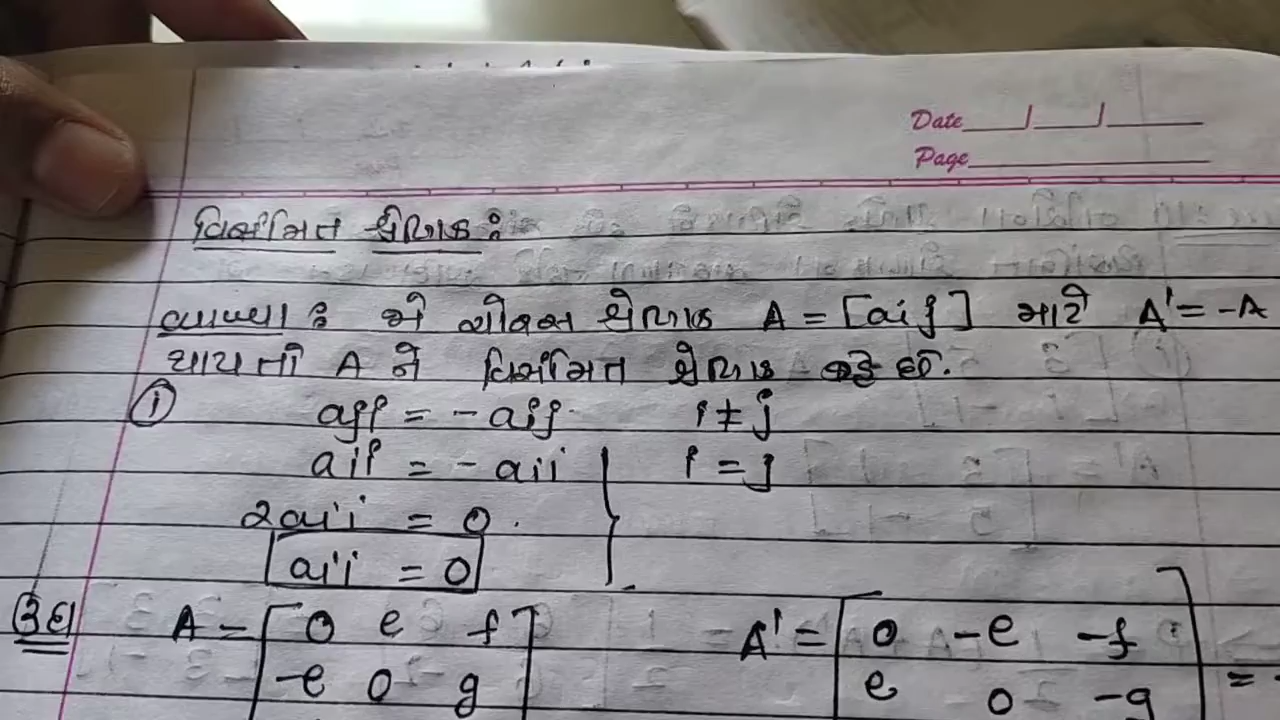 Date
Page
વિસંમિત શ્રેણિક :
વ્યાખ્યા : જો ચોરસ શ્રેણિક A = [aij] માટે A' = -A
થાય તો A ને વિસંમિત શ્રેણિક કહે છે.
① aji = - aij i ≠ j
aii = - aii i = j
2aii = 0.
aii = 0
ઉદા A = [ 0 e f A' = [ 0 -e -f
-e 0 g e 0 -g =